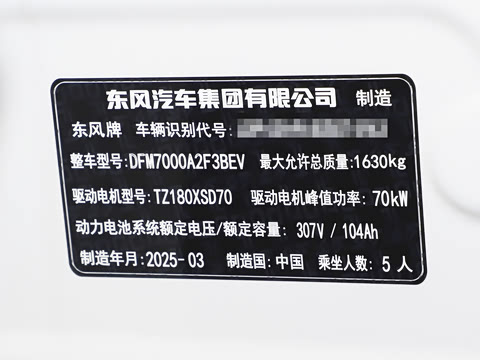 东风汽车集团有限公司 制造
东风牌 车辆识别代号:
整车型号:DFM7000A2F3BEV 最大允许总质量:1630kg
驱动电机型号:TZ180XSD70 驱动电机峰值功率: 70kW
动力电池系统额定电压/额定容量: 307V / 104Ah
制造年月:2025-03 制造国:中国 乘坐人数:5 人